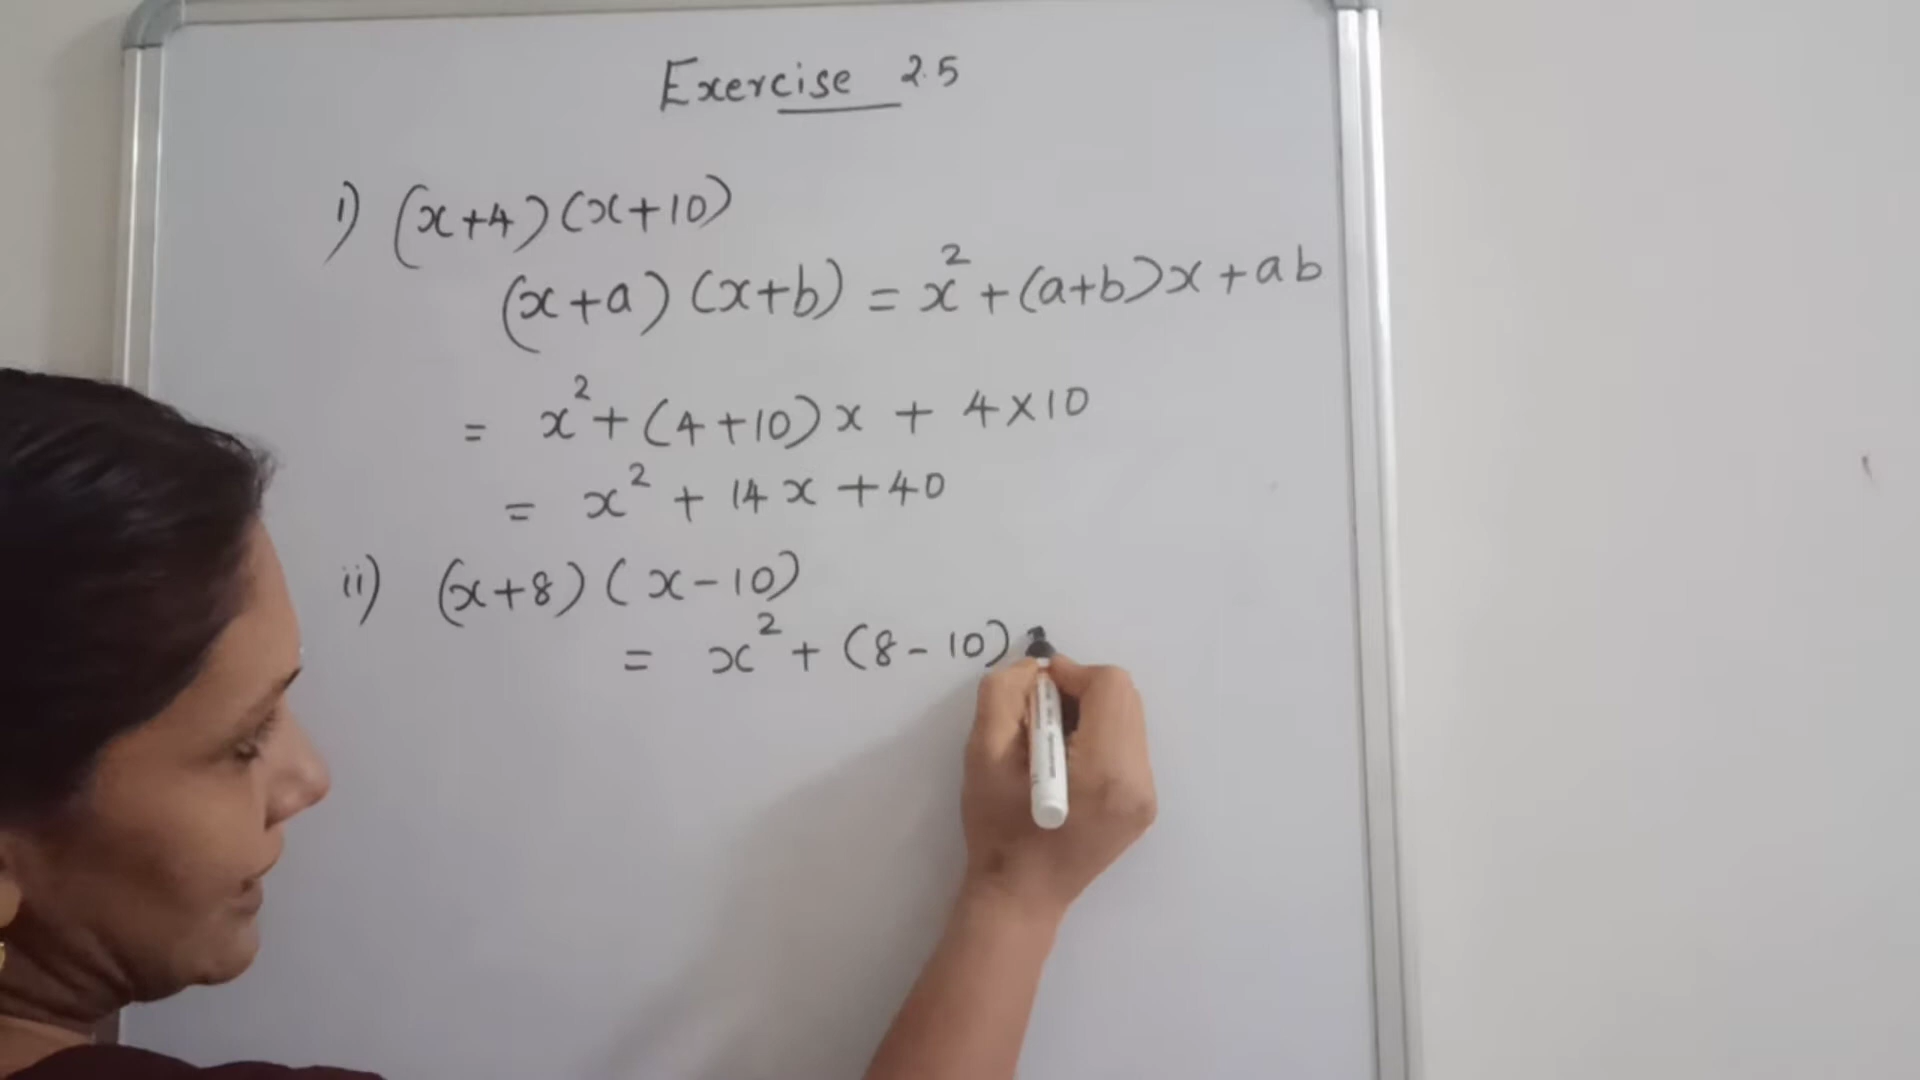 Exercise 2.5
i) (x+4)(x+10)
(x+a)(x+b) = x² + (a+b)x + ab
= x² + (4+10)x + 4×10
= x² + 14x + 40
ii) (x+8)(x-10)
= x² + (8-10)